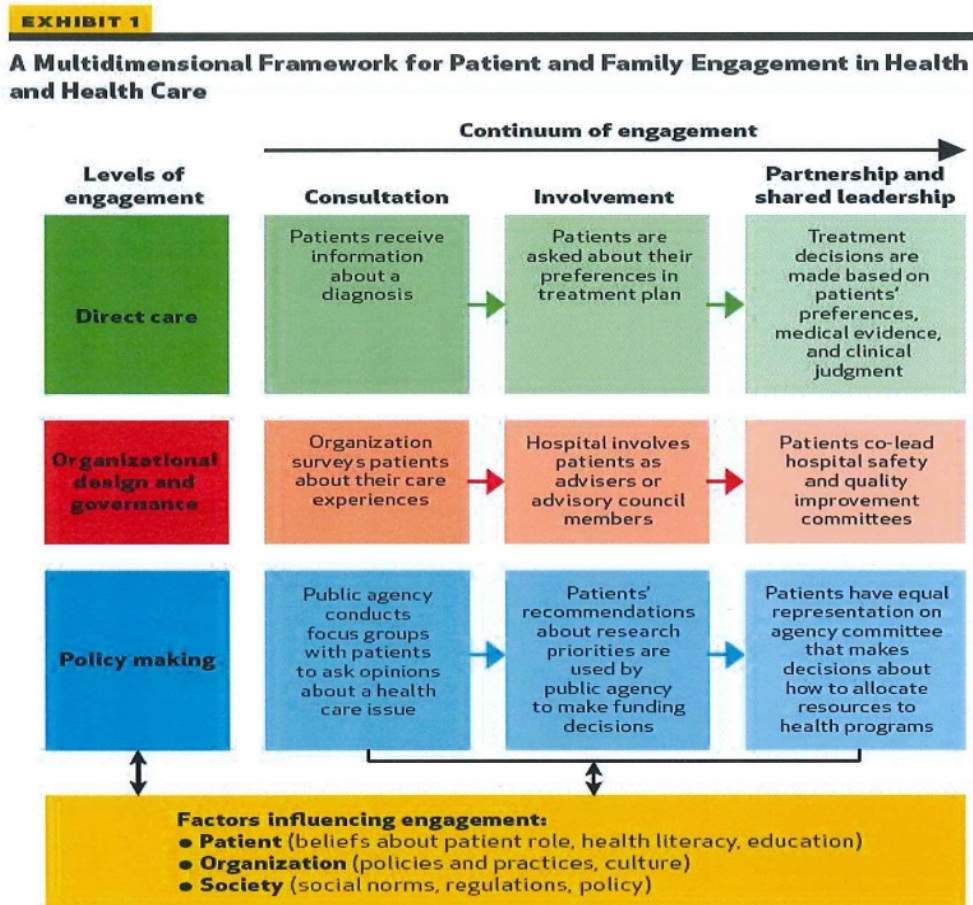 EXHIBIT 1
A Multidimensional Framework for Patient and Family Engagement in Health
and Health Care
Continuum of engagement
Levels of
engagement
Consultation
Involvement
Partnership and
shared leadership
Direct care
Patients receive
information
about a
diagnosis
Patients are
asked about their
preferences in
treatment plan
Treatment
decisions are
made based on
patients'
preferences,
medical evidence,
and clinical
judgment
Organizational
design and
governance
Organization
surveys patients
about their care
experiences
Hospital involves
patients as
advisers or
advisory council
members
Patients co-lead
hospital safety
and quality
improvement
committees
Policy making
Public agency
conducts
focus groups
with patients
to ask opinions
about a health
care issue
Patients'
recommendations
about research
priorities are
used by
public agency
to make funding
decisions
Patients have equal
representation on
agency committee
that makes
decisions about
how to allocate
resources to
health programs
Factors influencing engagement:
● Patient (beliefs about patient role, health literacy, education)
● Organization (policies and practices, culture)
● Society (social norms, regulations, policy)